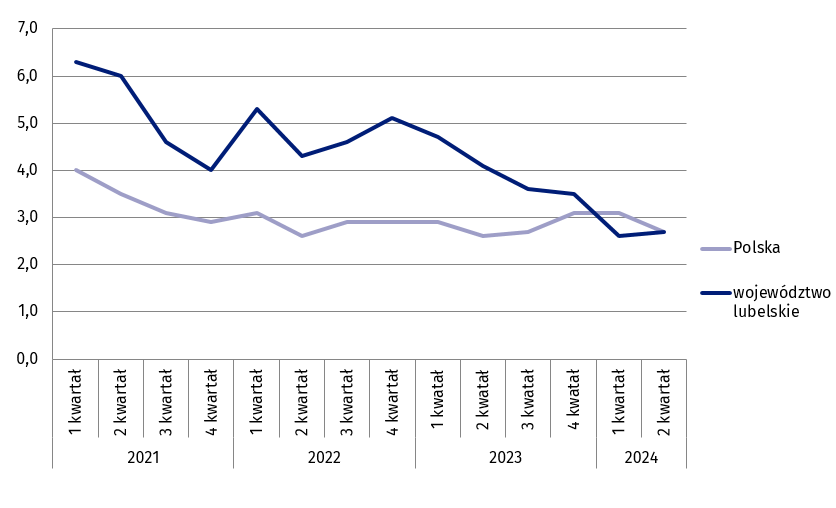 7,0
6,0
5,0
4,0
3,0
2,0
1,0
0,0
1 kwartał
2 kwartał
3 kwartał
4 kwartał
1 kwartał
2 kwartał
3 kwartał
4 kwartał
1 kwatał
2 kwatał
3 kwatał
4 kwatał
1 kwartał
2 kwartał
2021
2022
2023
2024
Polska
województwo
lubelskie